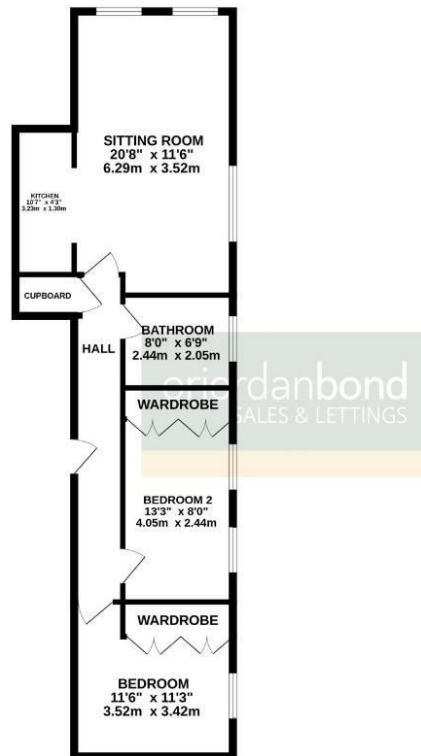 SITTING ROOM
20'8" x 11'6"
6.29m x 3.52m
KITCHEN
10'7" x 4'3"
3.23m x 1.30m
CUPBOARD
HALL
BATHROOM
8'0" x 6'9"
2.44m x 2.05m
oriordanbond
SALES & LETTINGS
WARDROBE
BEDROOM 2
13'3" x 8'0"
4.05m x 2.44m
WARDROBE
BEDROOM
11'6" x 11'3"
3.52m x 3.42m